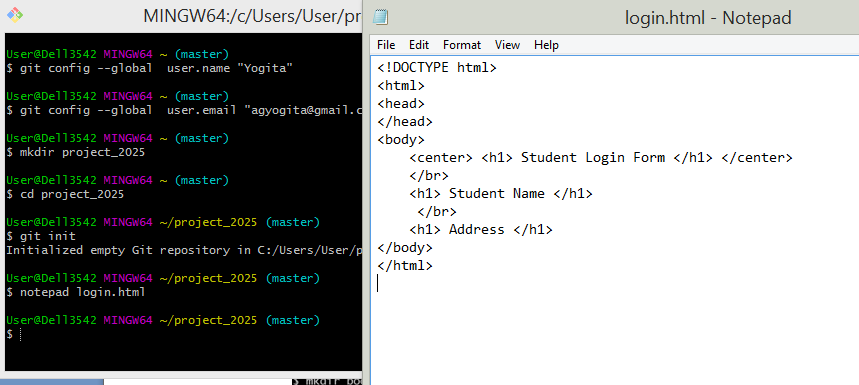 MINGW64:/c/Users/User/pr
User@Dell3542 MINGW64 ~ (master)
$ git config --global  user.name "Yogita"
User@Dell3542 MINGW64 ~ (master)
$ git config --global  user.email "agyogita@gmail.c
User@Dell3542 MINGW64 ~ (master)
$ mkdir project_2025
User@Dell3542 MINGW64 ~ (master)
$ cd project_2025
User@Dell3542 MINGW64 ~/project_2025 (master)
$ git init
Initialized empty Git repository in C:/Users/User/p
User@Dell3542 MINGW64 ~/project_2025 (master)
$ notepad login.html
User@Dell3542 MINGW64 ~/project_2025 (master)
$
login.html - Notepad
File Edit Format View Help
<!DOCTYPE html>
<html>
<head>
</head>
<body>
    <center> <h1> Student Login Form </h1> </center>
    </br>
    <h1> Student Name </h1>
     </br>
    <h1> Address </h1>
</body>
</html>
mkdir